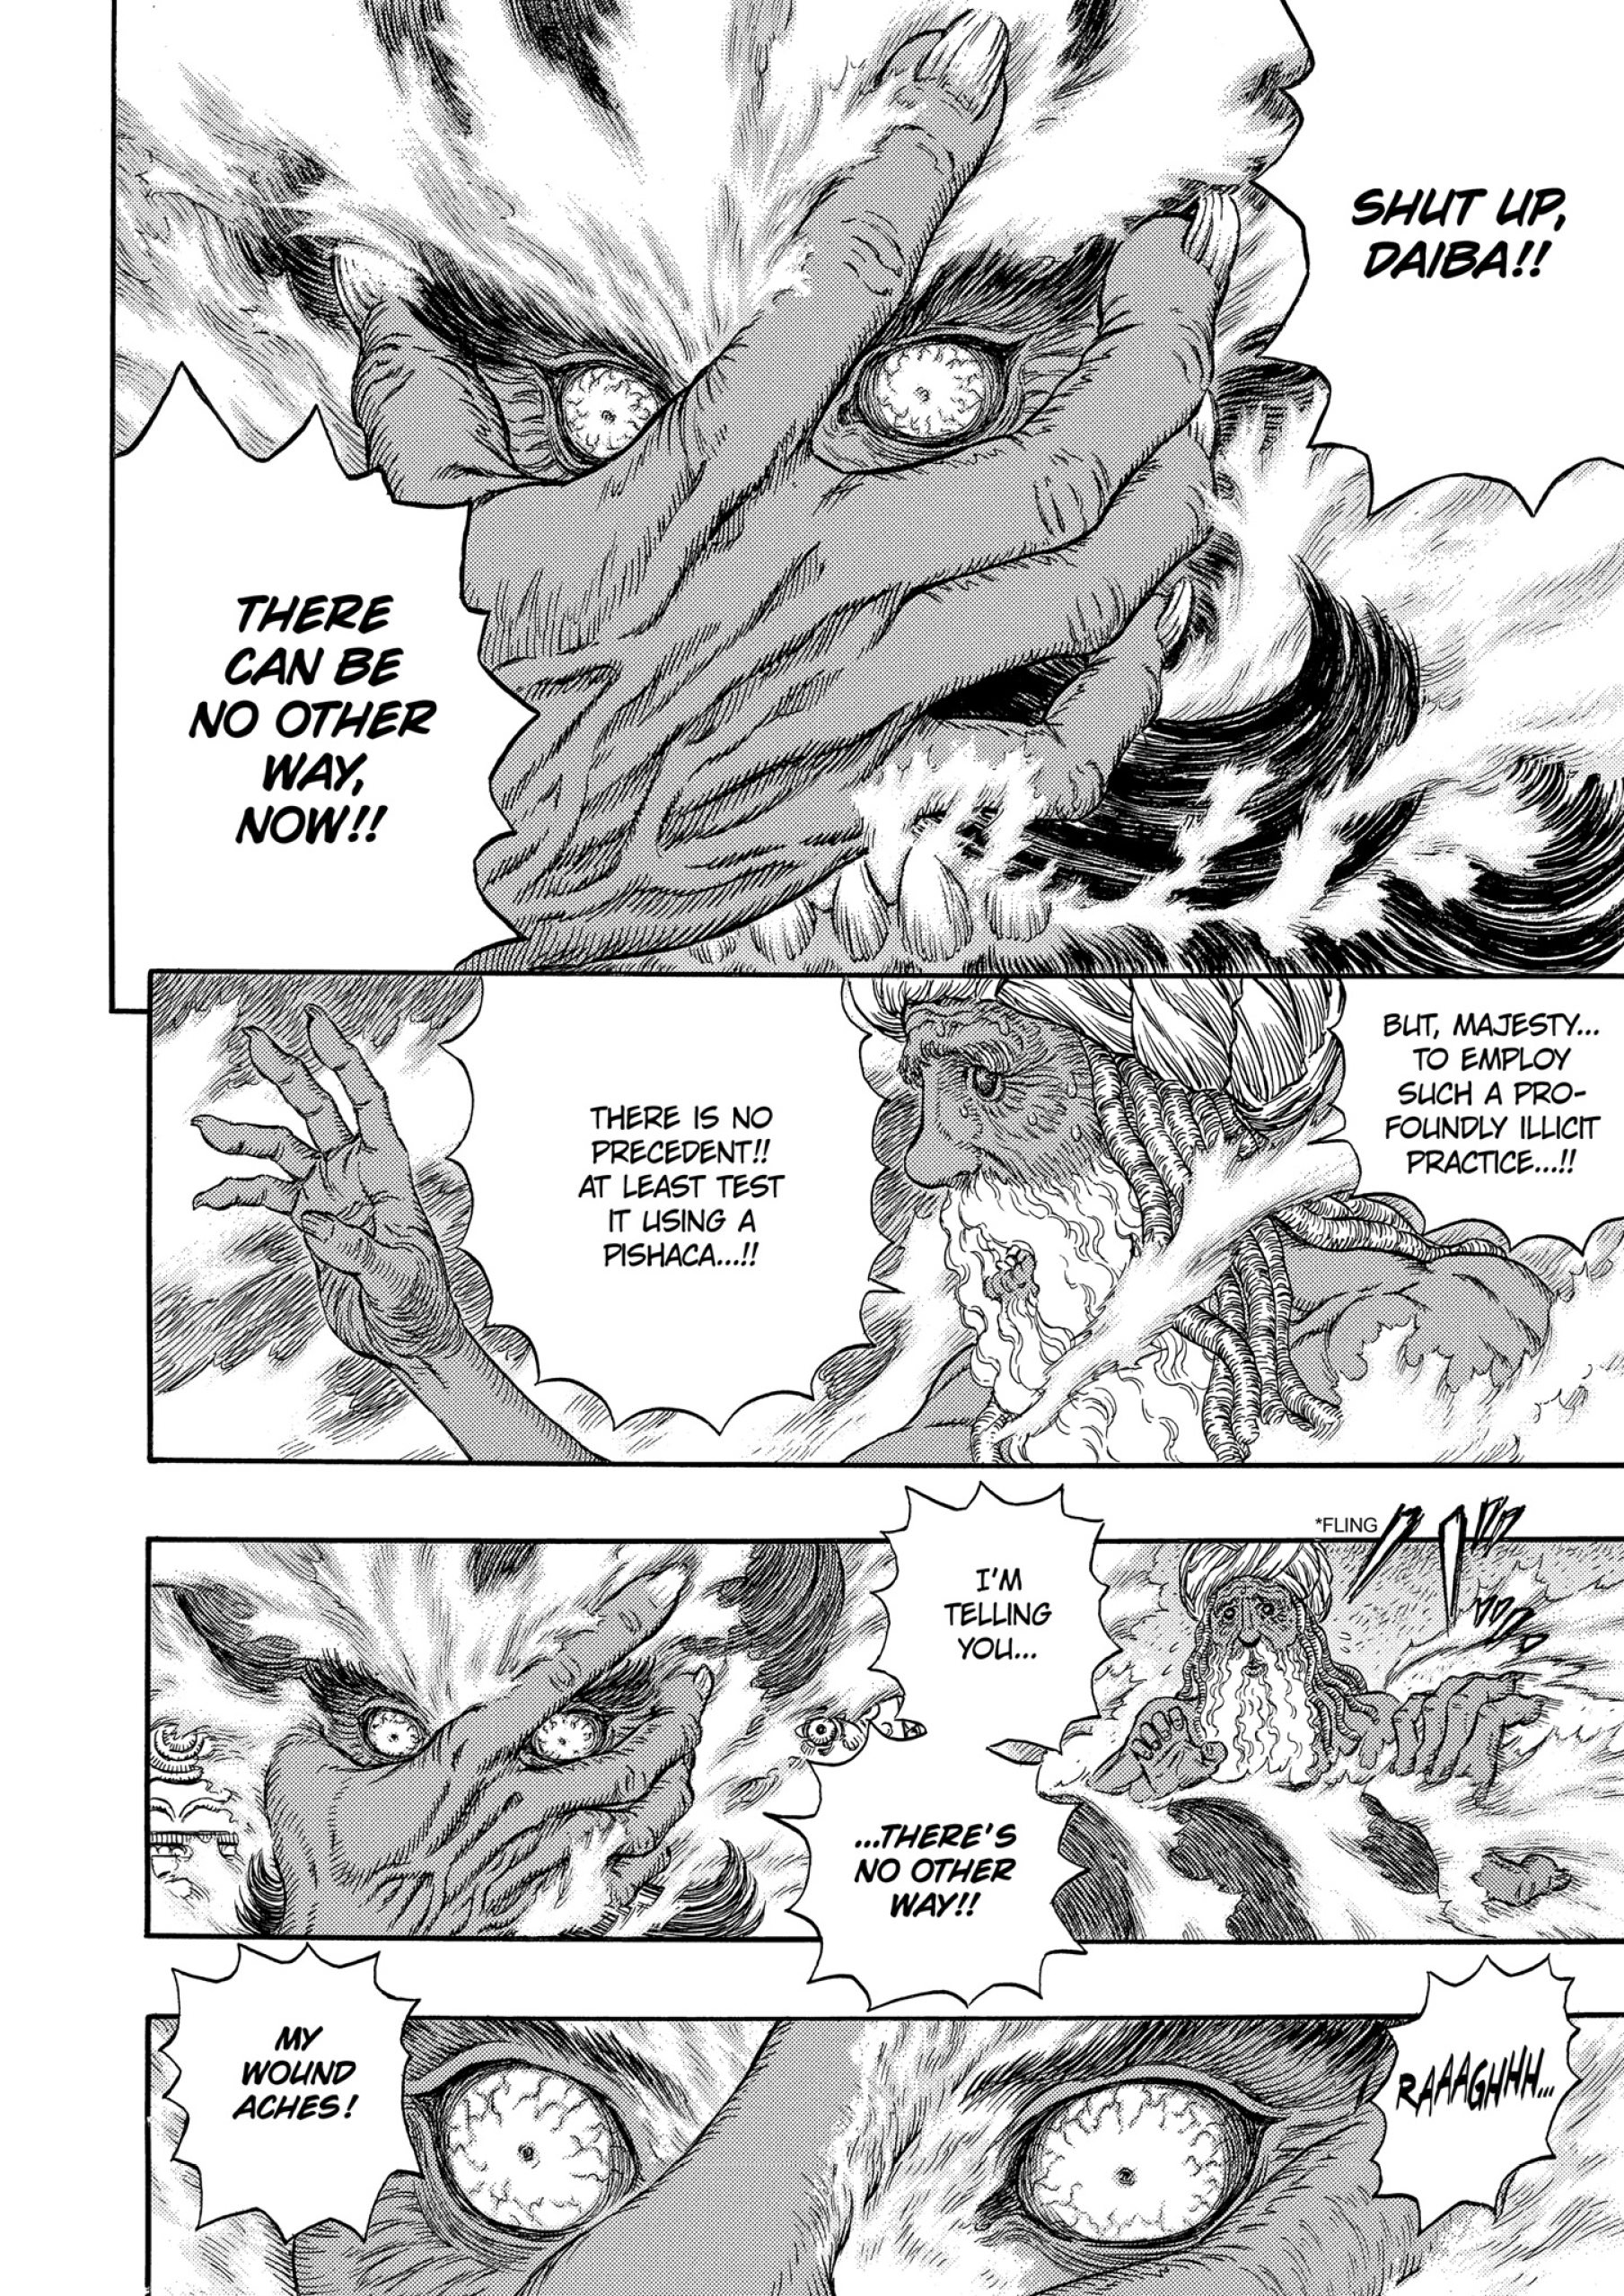 SHUT UP,
DAIBA!!
THERE
CAN BE
NO OTHER
WAY,
NOW!!
BUT, MAJESTY...
TO EMPLOY
SUCH A PRO-
FOUNDLY ILLICIT
PRACTICE...!!
THERE IS NO
PRECEDENT!!
AT LEAST TEST
IT USING A
PISHACA...!!
*FLING
I'M
TELLING
YOU...
...THERE'S
NO OTHER
WAY!!
RAAAGHHH...
MY
WOUND
ACHES!